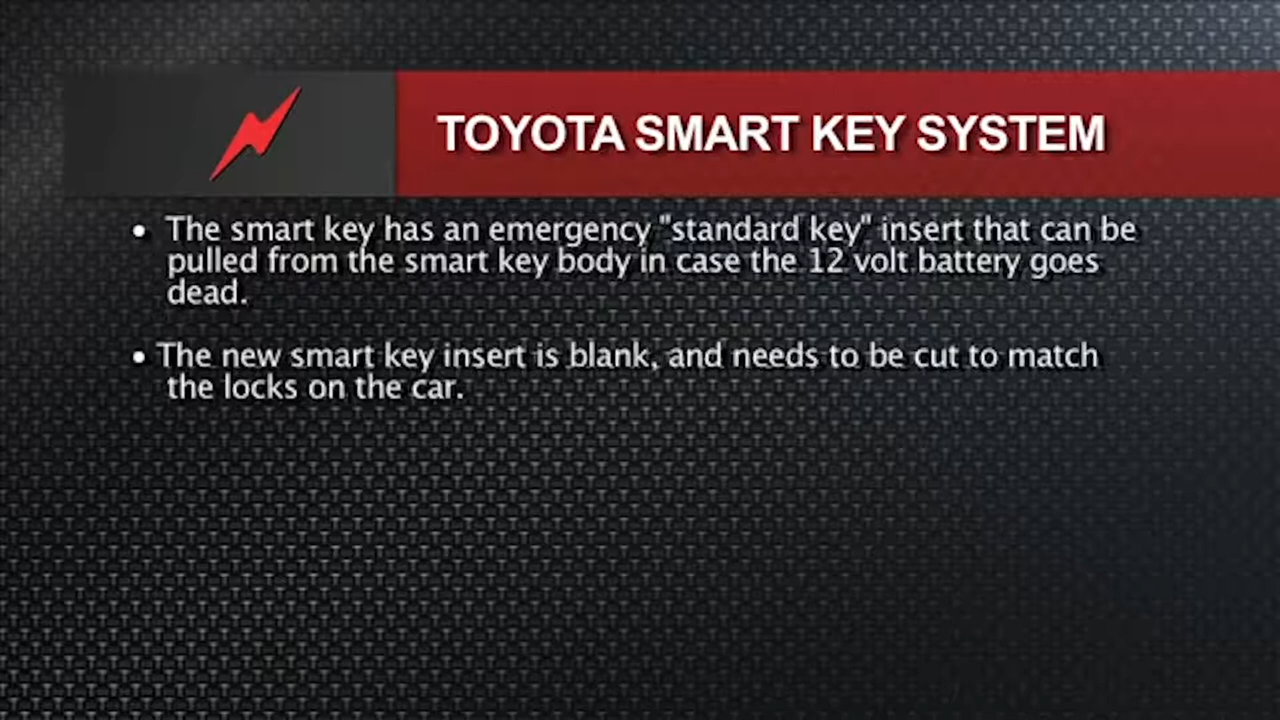 TOYOTA SMART KEY SYSTEM
• The smart key has an emergency "standard key" insert that can be
pulled from the smart key body in case the 12 volt battery goes
dead.
• The new smart key insert is blank, and needs to be cut to match
the locks on the car.